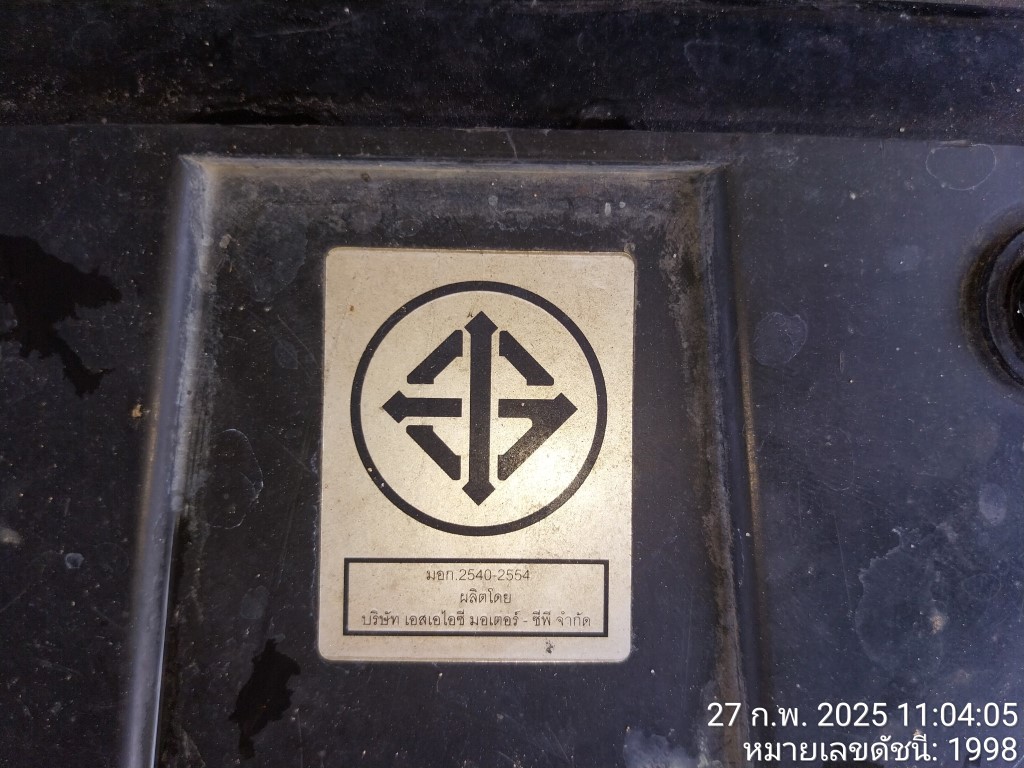 มอก.2540-2554
ผลิตโดย
บริษัท เอสเอไอซี มอเตอร์ - ซีพี จำกัด
27 ก.พ. 2025 11:04:05
หมายเลขดัชนี: 1998